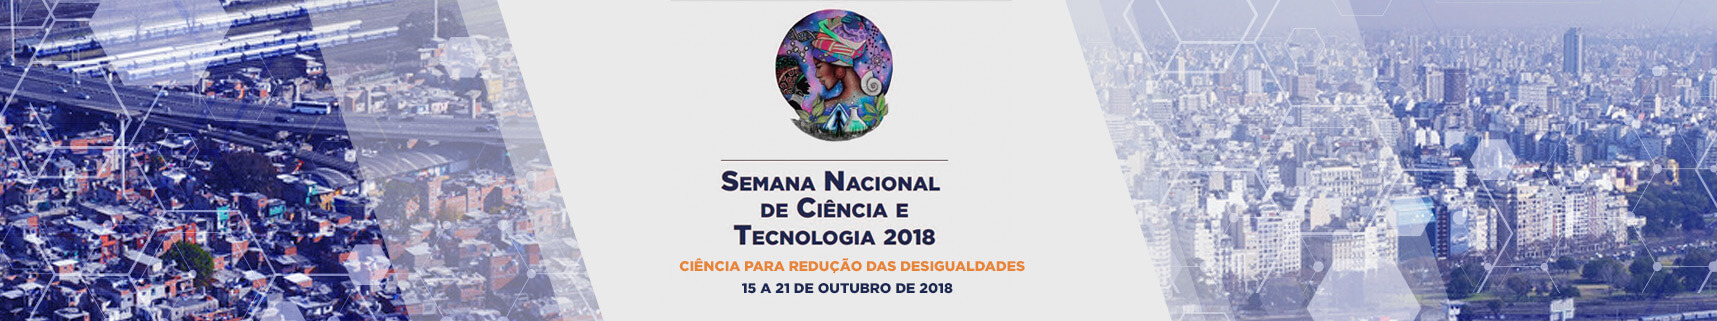 Semana Nacional
de Ciência e
Tecnologia 2018
CIÊNCIA PARA REDUÇÃO DAS DESIGUALDADES
15 A 21 DE OUTUBRO DE 2018